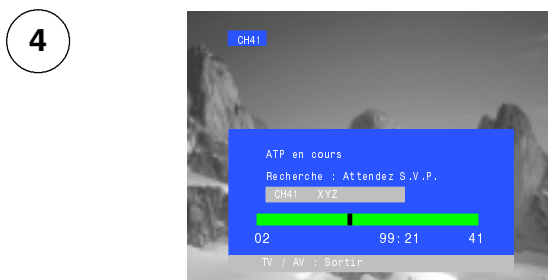 4
CH41
ATP en cours
Recherche : Attendez S.V.P.
CH41 XYZ
02 99:21 41
TV / AV : Sortir